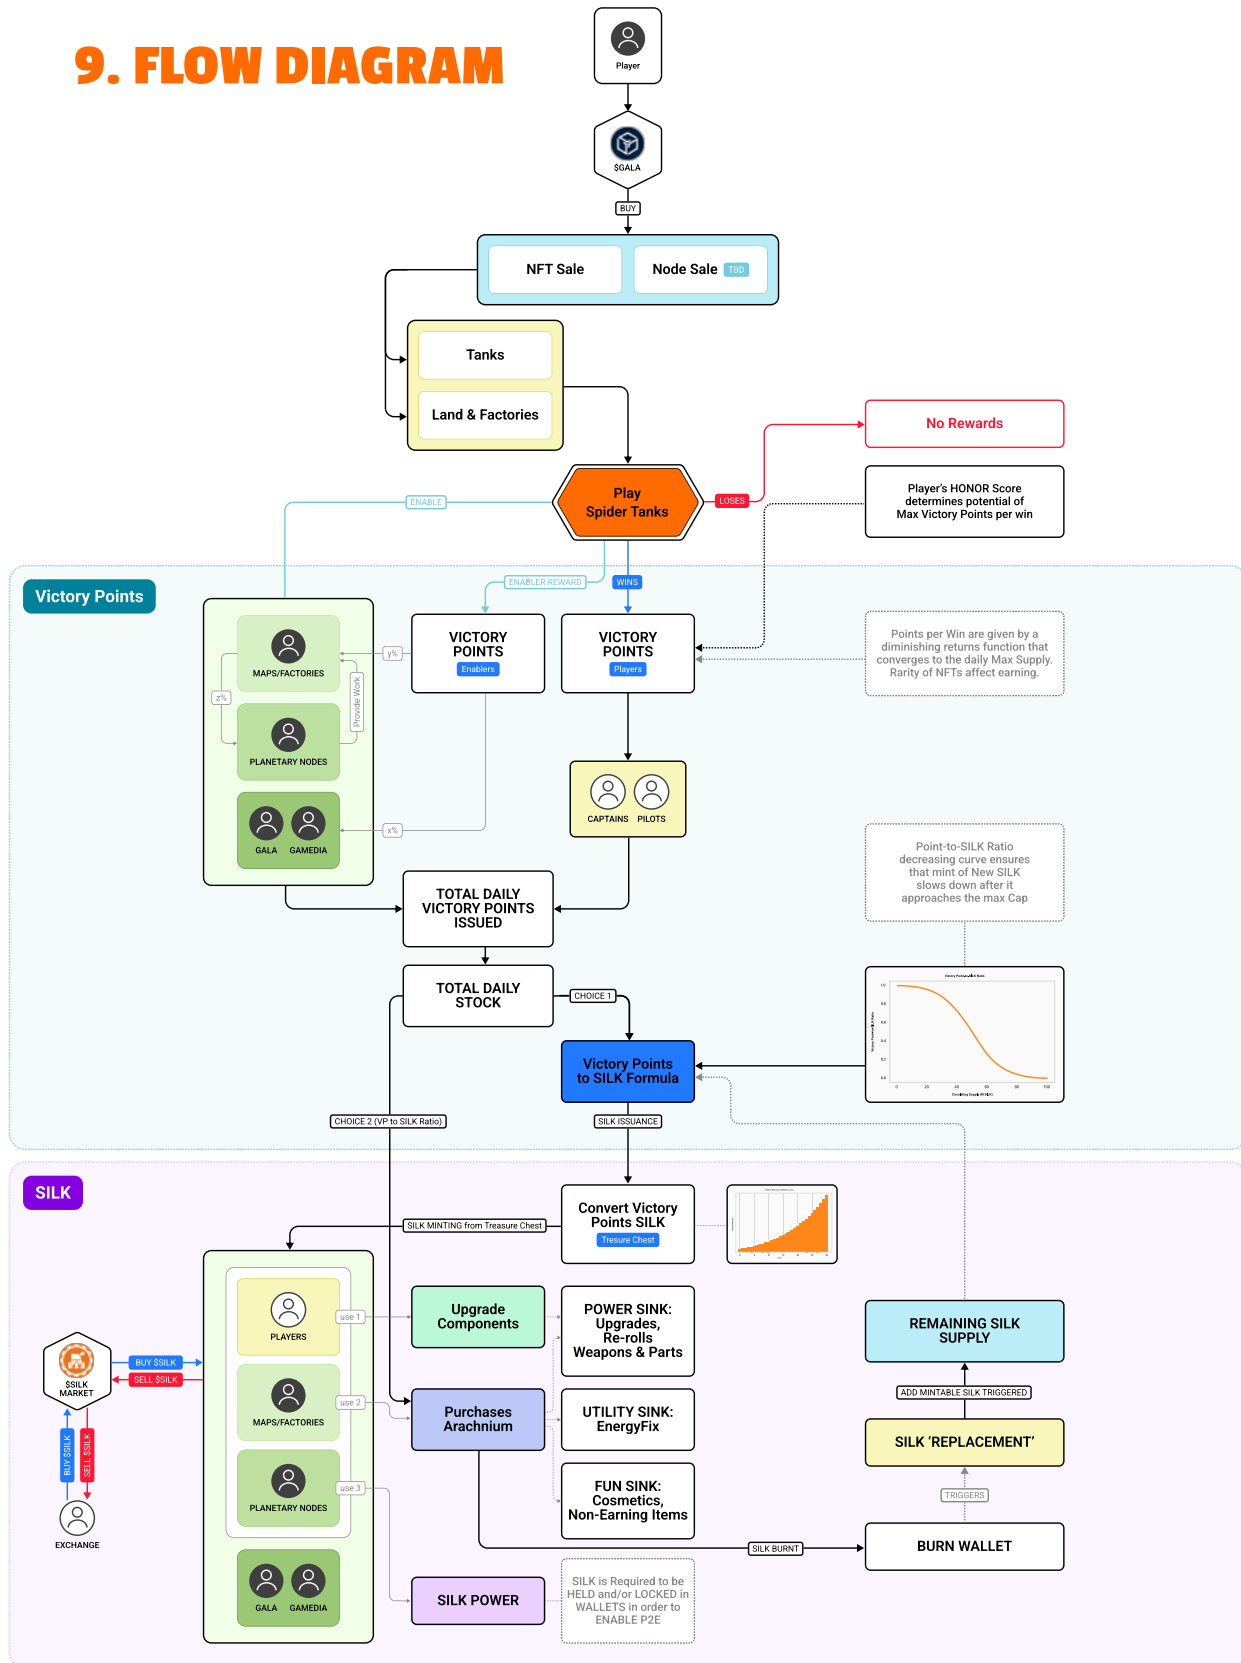 9. FLOW DIAGRAM
Player
$GALA
BUY
NFT Sale
Node Sale
TBD
Tanks
Land & Factories
No Rewards
Play
Spider Tanks
LOSES
ENABLE
Player's HONOR Score
determines potential of
Max Victory Points per win
Victory Points
ENABLER REWARD
WINS
MAPS/FACTORIES
z%
Provide Work
PLANETARY NODES
GALA
GAMEDIA
y%
x%
VICTORY
POINTS
Enablers
VICTORY
POINTS
Players
Points per Win are given by a
diminishing returns function that
converges to the daily Max Supply.
Rarity of NFTs affect earning.
CAPTAINS
PILOTS
Point-to-SILK Ratio
decreasing curve ensures
that mint of New SILK
slows down after it
approaches the max Cap
TOTAL DAILY
VICTORY POINTS
ISSUED
TOTAL DAILY
STOCK
CHOICE 1
Victory Points
to SILK Formula
0
20
40
60
80
100
CHOICE 2 (VP to SILK Ratio)
SILK ISSUANCE
SILK
Convert Victory
Points SILK
Tresure Chest
SILK MINTING from Treasure Chest
PLAYERS
MAPS/FACTORIES
PLANETARY NODES
GALA
GAMEDIA
use 1
use 2
use 3
$SILK
MARKET
BUY $SILK
SELL $SILK
BUY $SILK
SELL $SILK
EXCHANGE
Upgrade
Components
Purchases
Arachnium
SILK POWER
POWER SINK:
Upgrades,
Re-rolls
Weapons & Parts
UTILITY SINK:
EnergyFix
FUN SINK:
Cosmetics,
Non-Earning Items
SILK is Required to be
HELD and/or LOCKED in
WALLETS in order to
ENABLE P2E
REMAINING SILK
SUPPLY
ADD MINTABLE SILK TRIGGERED
SILK 'REPLACEMENT'
TRIGGERS
BURN WALLET
SILK BURNT